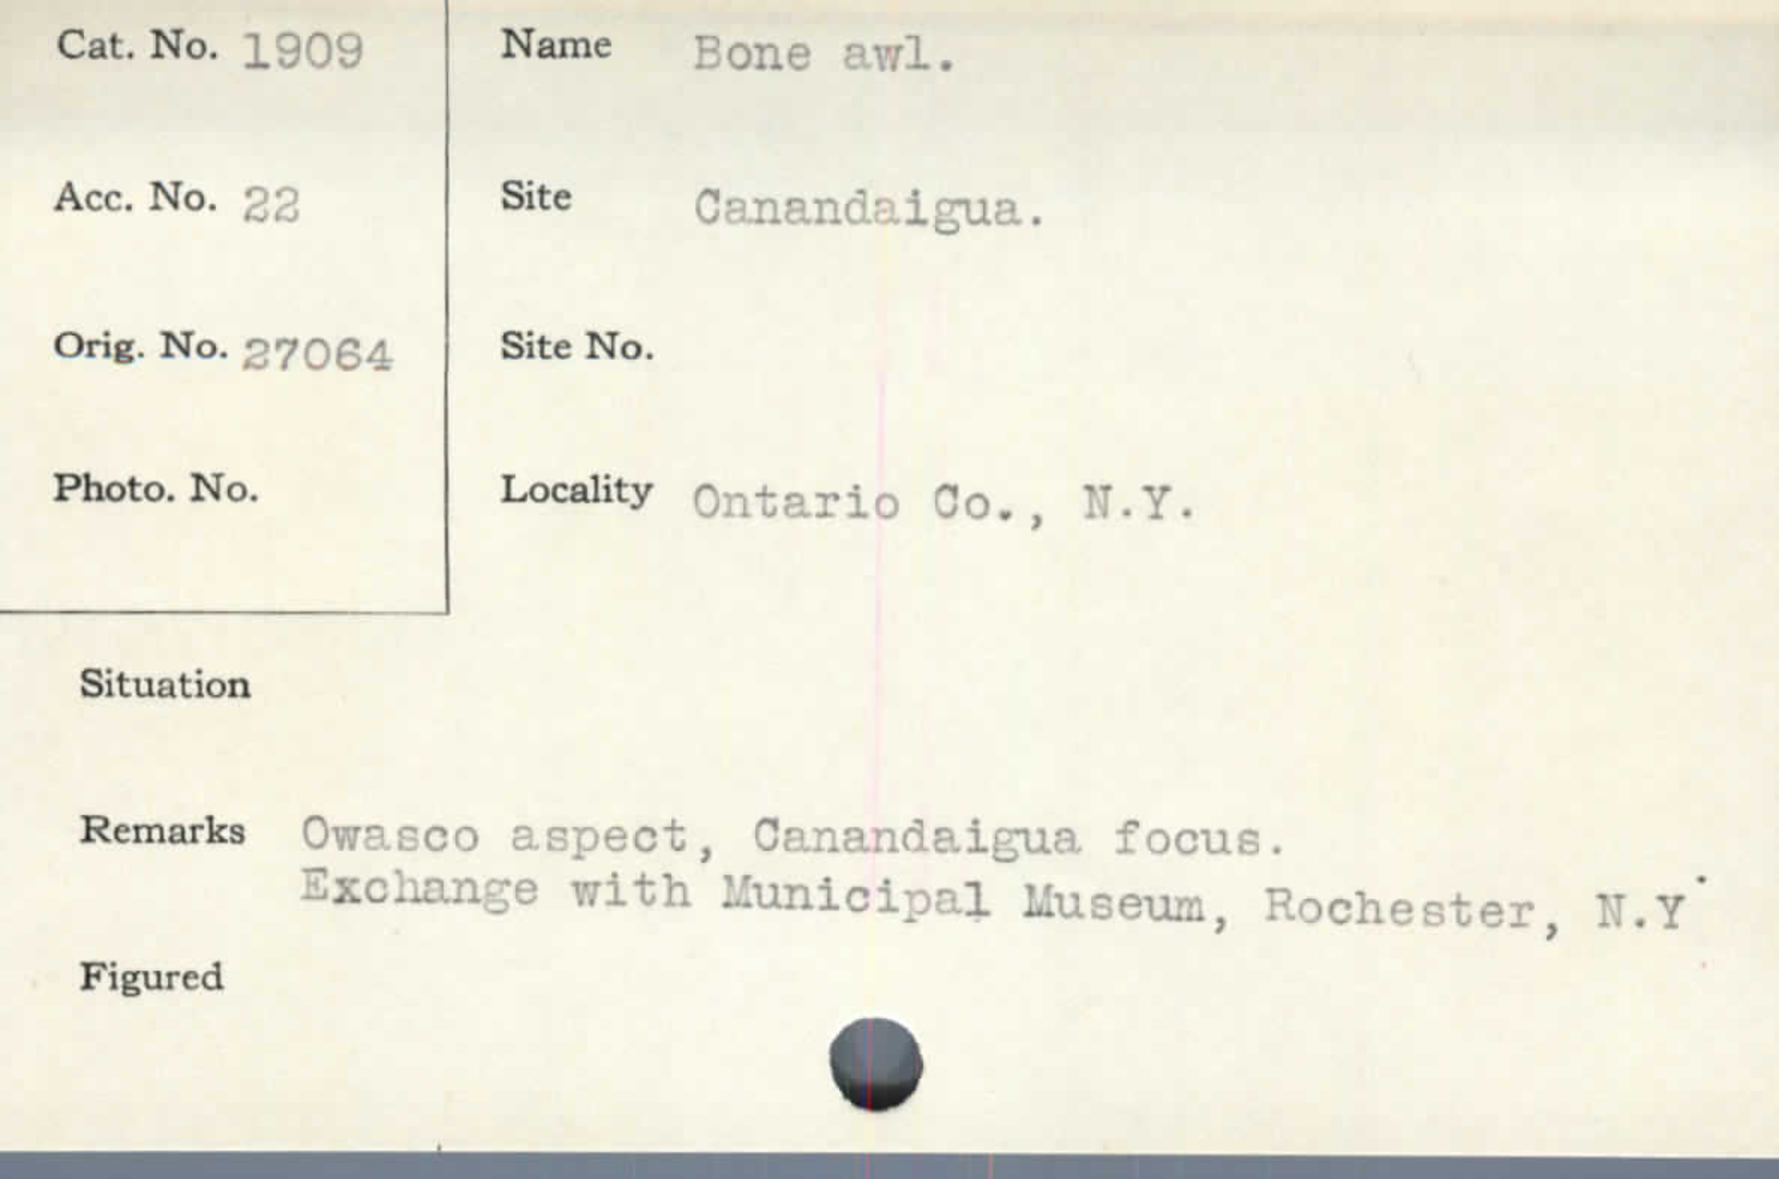 Cat. No. 1909
Name Bone awl.
Acc. No. 22
Site Canandaigua.
Orig. No. 27064
Site No.
Photo. No.
Locality Ontario Co., N.Y.
Situation
Remarks Owasco aspect, Canandaigua focus.
Exchange with Municipal Museum, Rochester, N.Y.
Figured